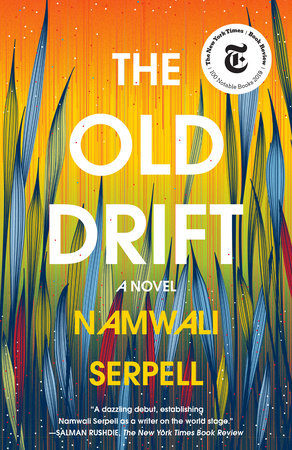 The New York Times | Book Review
100 Notable Books 2019
T
THE
OLD
DRIFT
A NOVEL
NAMWALI
SERPELL
"A dazzling debut, establishing
Namwali Serpell as a writer on the world stage."
—SALMAN RUSHDIE, The New York Times Book Review